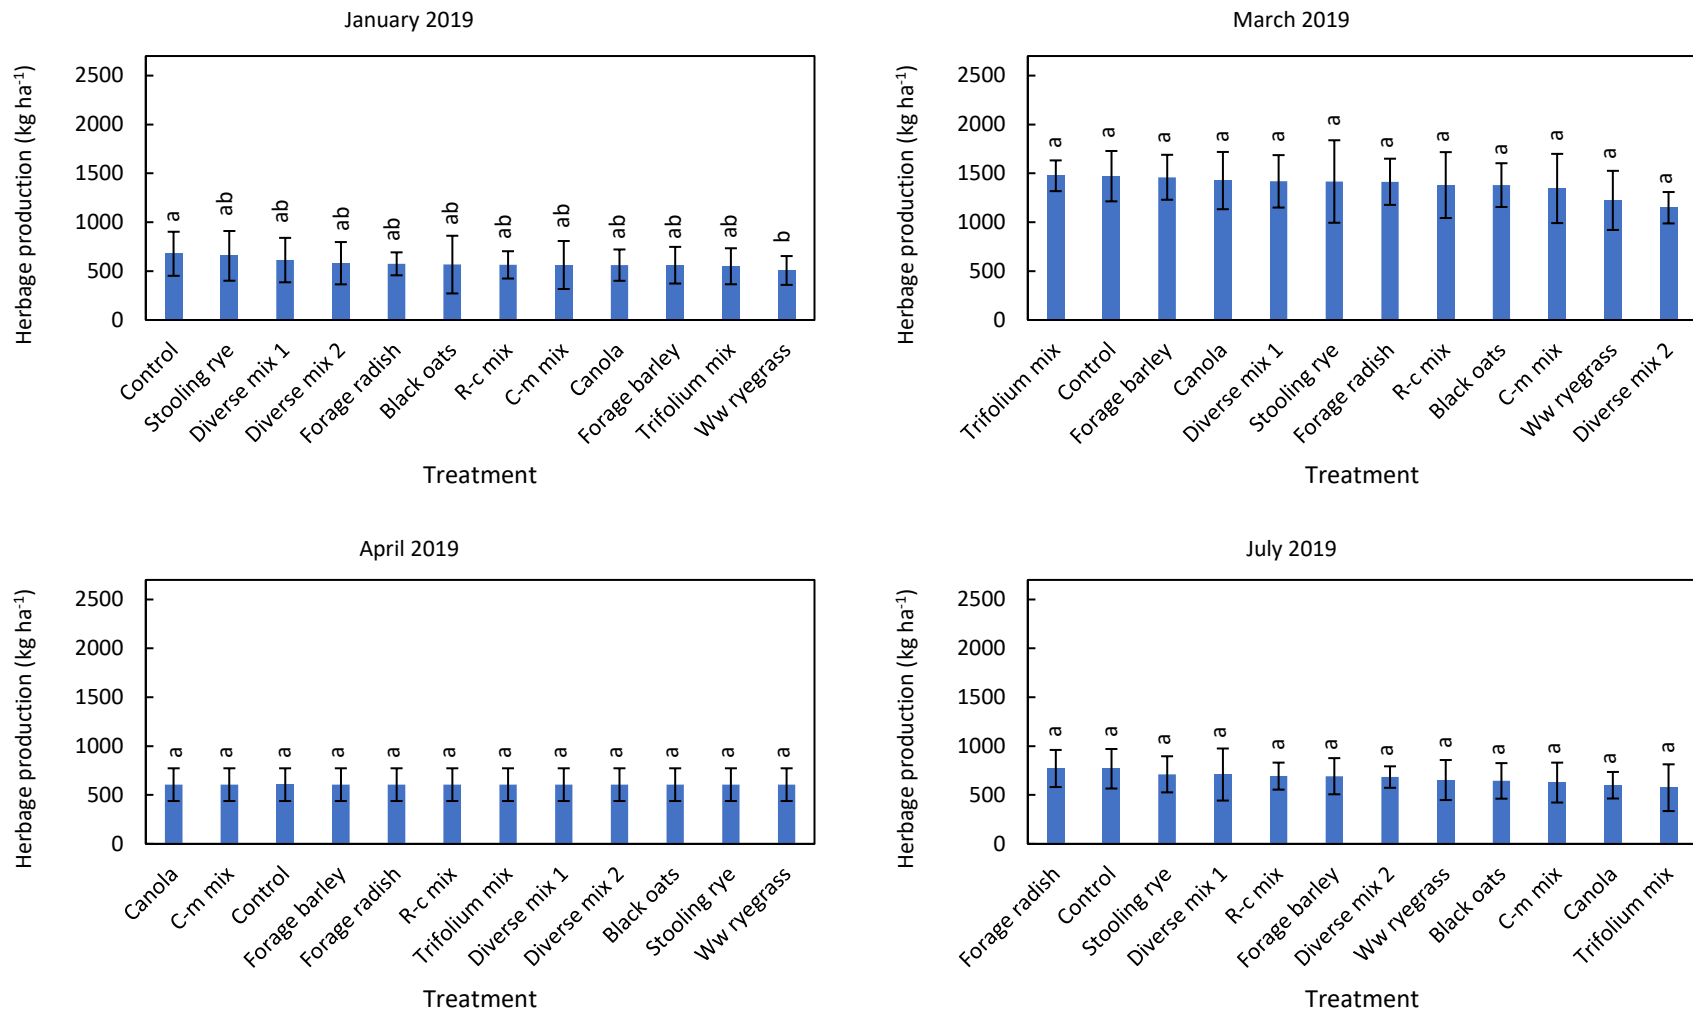 January 2019
Herbage production (kg ha⁻¹)
2500
2000
1500
1000
500
0
a ab ab ab ab ab ab ab ab ab ab b
Control Stooling rye Diverse mix 1 Diverse mix 2 Forage radish Black oats R-c mix C-m mix Canola Forage barley Trifolium mix Ww ryegrass
Treatment
March 2019
Herbage production (kg ha⁻¹)
2500
2000
1500
1000
500
0
a a a a a a a a a a a a
Trifolium mix Control Forage barley Canola Diverse mix 1 Stooling rye Forage radish R-c mix Black oats C-m mix Ww ryegrass Diverse mix 2
Treatment
April 2019
Herbage production (kg ha⁻¹)
2500
2000
1500
1000
500
0
a a a a a a a a a a a a
Canola C-m mix Control Forage barley Forage radish R-c mix Trifolium mix Diverse mix 1 Diverse mix 2 Black oats Stooling rye Ww ryegrass
Treatment
July 2019
Herbage production (kg ha⁻¹)
2500
2000
1500
1000
500
0
a a a a a a a a a a a a
Forage radish Control Stooling rye Diverse mix 1 R-c mix Forage barley Diverse mix 2 Ww ryegrass Black oats C-m mix Canola Trifolium mix
Treatment